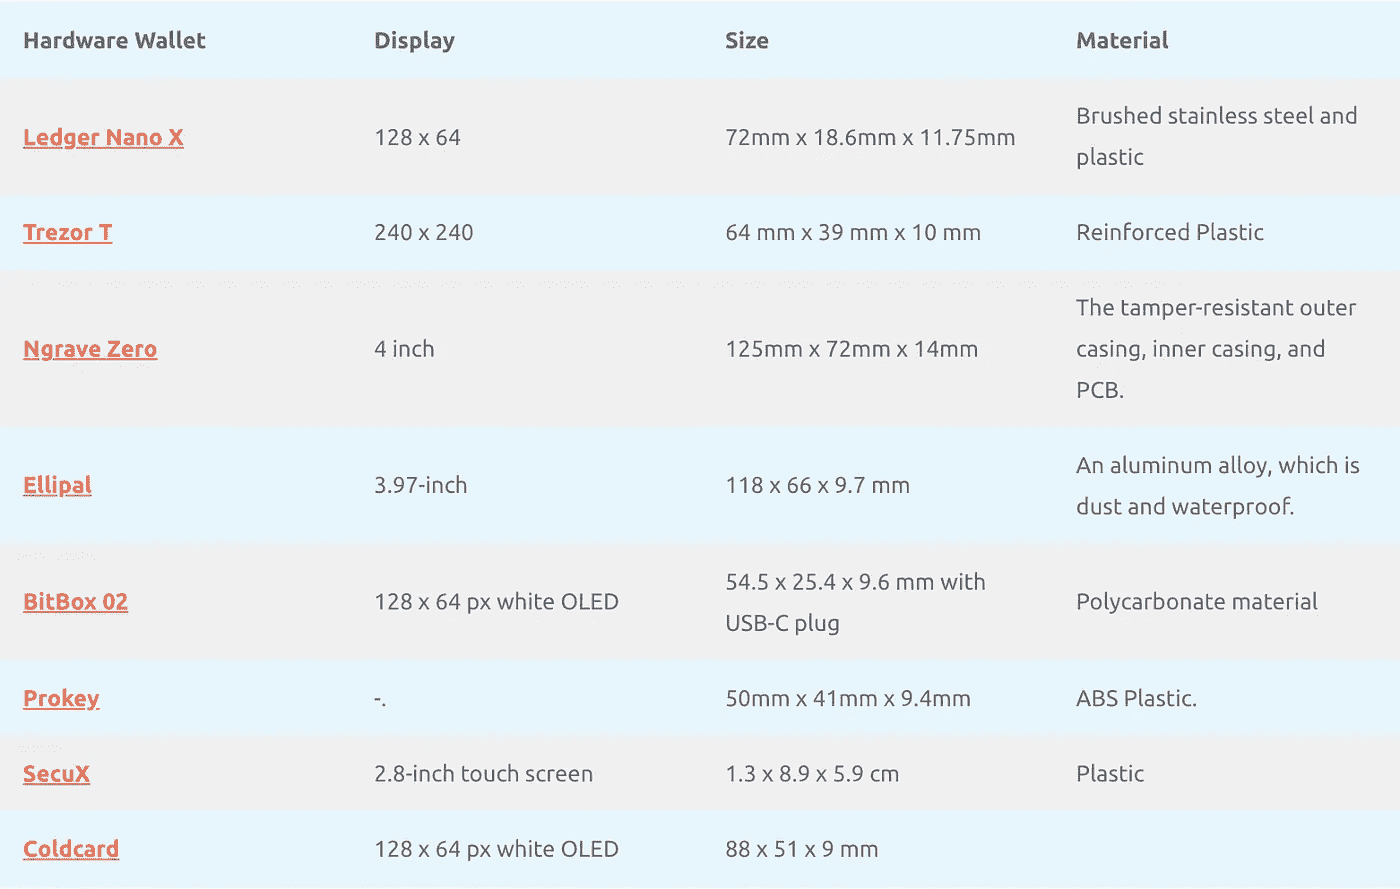 Hardware Wallet Display Size Material
Ledger Nano X 128 x 64 72mm x 18.6mm x 11.75mm Brushed stainless steel and
plastic
Trezor T 240 x 240 64 mm x 39 mm x 10 mm Reinforced Plastic
Ngrave Zero 4 inch 125mm x 72mm x 14mm The tamper-resistant outer
casing, inner casing, and
PCB.
Ellipal 3.97-inch 118 x 66 x 9.7 mm An aluminum alloy, which is
dust and waterproof.
BitBox 02 128 x 64 px white OLED 54.5 x 25.4 x 9.6 mm with
USB-C plug Polycarbonate material
Prokey -. 50mm x 41mm x 9.4mm ABS Plastic.
SecuX 2.8-inch touch screen 1.3 x 8.9 x 5.9 cm Plastic
Coldcard 128 x 64 px white OLED 88 x 51 x 9 mm